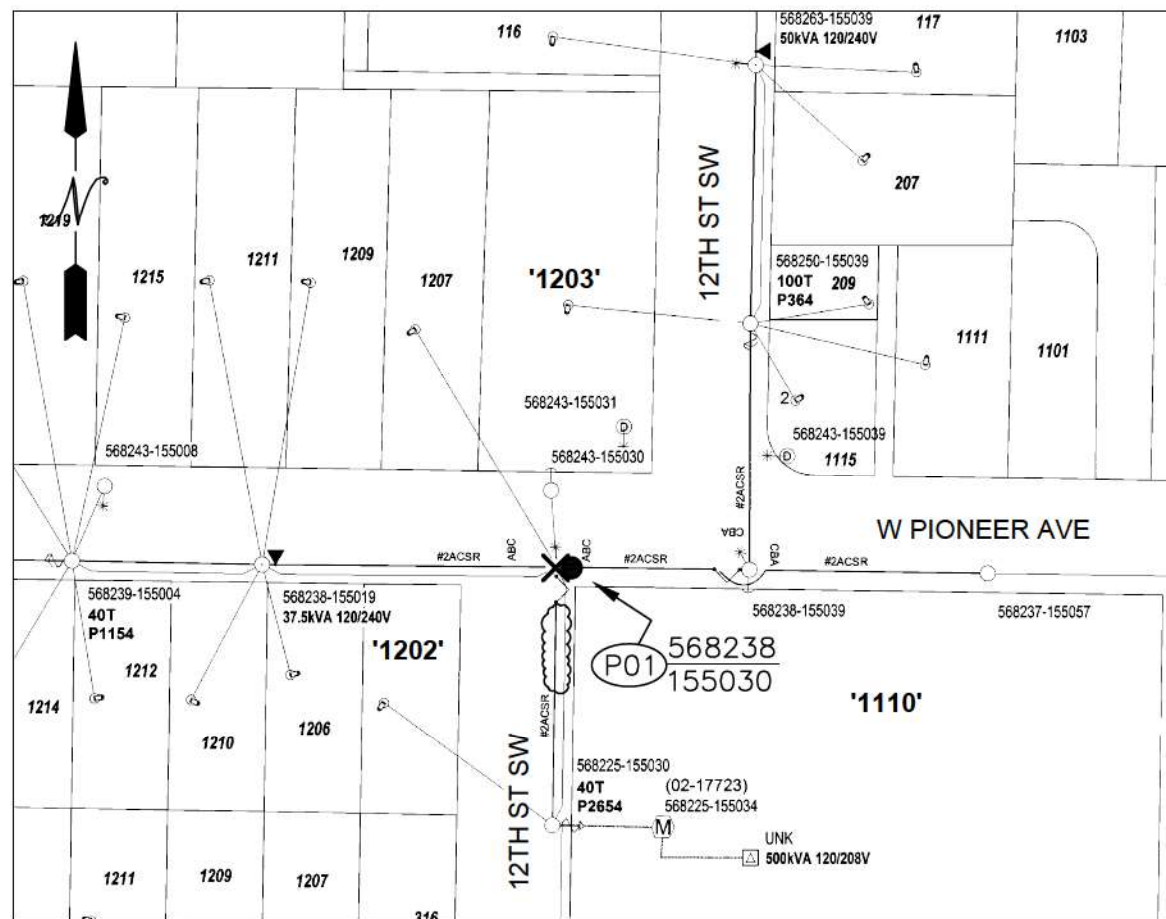 568263-155039
50kVA 120/240V
116
117
1103
N
12TH ST SW
207
1219
1215
1211
1209
1207
'1203'
568250-155039
100T
P364
209
1111
1101
2
568243-155031
568243-155039
1115
568243-155008
568243-155030
#2ACSR
CBA
W PIONEER AVE
#2ACSR
ABC
ABC
#2ACSR
CBA
#2ACSR
568239-155004
40T
P1154
568238-155019
37.5kVA 120/240V
568238-155039
568237-155057
'1202'
P01
568238
155030
1214
1212
1210
1206
#2ACSR
'1110'
12TH ST SW
568225-155030
40T
P2654
(02-17723)
568225-155034
M
UNK
500kVA 120/208V
1211
1209
1207
316
D
D